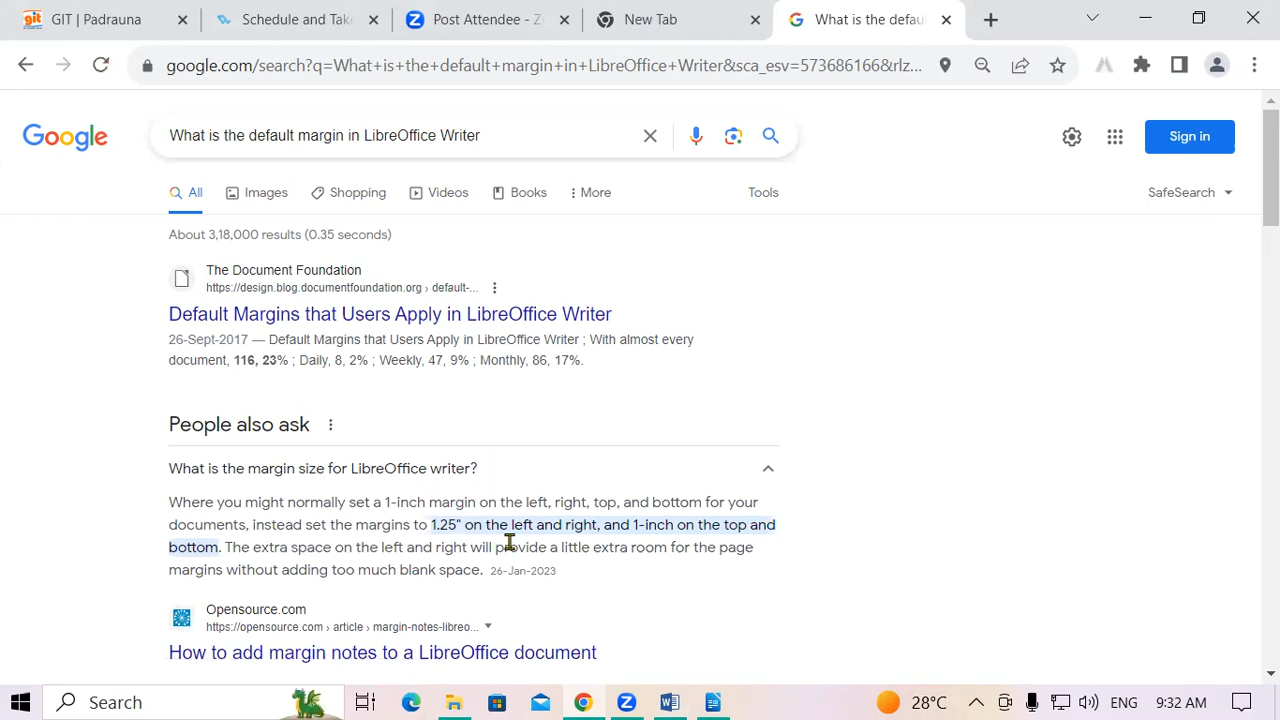 git GIT | Padrauna
Schedule and Take
Post Attendee - Zo
New Tab
What is the defau
google.com/search?q=What+is+the+default+margin+in+LibreOffice+Writer&sca_esv=573686166&rlz...
Google
What is the default margin in LibreOffice Writer
Sign in
All
Images
Shopping
Videos
Books
More
Tools
SafeSearch
About 3,18,000 results (0.35 seconds)
The Document Foundation
https://design.blog.documentfoundation.org › default-...
Default Margins that Users Apply in LibreOffice Writer
26-Sept-2017 — Default Margins that Users Apply in LibreOffice Writer ; With almost every
document, 116, 23% ; Daily, 8, 2% ; Weekly, 47, 9% ; Monthly, 86, 17%.
People also ask
What is the margin size for LibreOffice writer?
Where you might normally set a 1-inch margin on the left, right, top, and bottom for your
documents, instead set the margins to 1.25" on the left and right, and 1-inch on the top and
bottom. The extra space on the left and right will provide a little extra room for the page
margins without adding too much blank space. 26-Jan-2023
Opensource.com
https://opensource.com › article › margin-notes-libreo...
How to add margin notes to a LibreOffice document
Search
28°C
ENG
9:32 AM